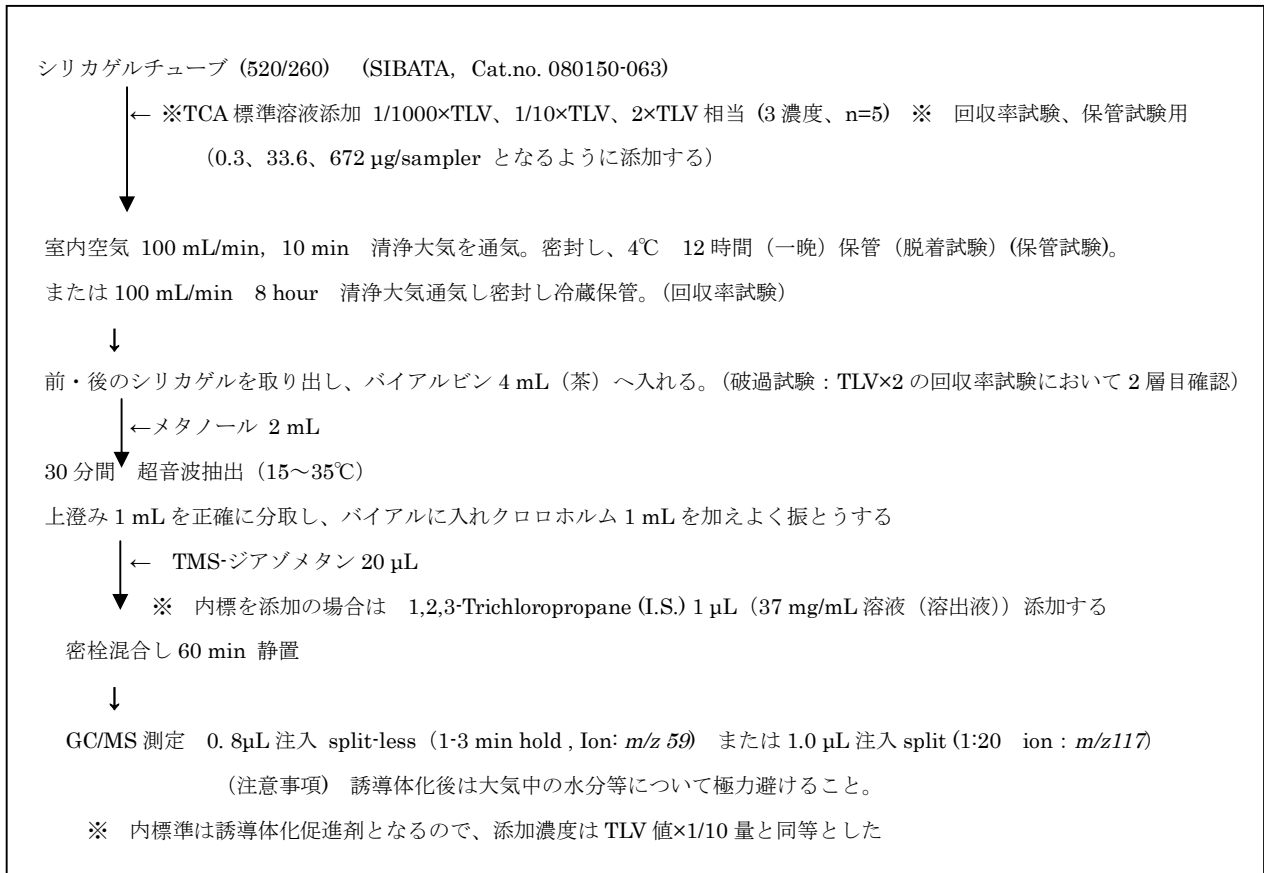 シリカゲルチューブ (520/260) (SIBATA, Cat.no. 080150-063)
← ※TCA 標準溶液添加 1/1000×TLV、1/10×TLV、2×TLV 相当 (3 濃度、n=5) ※ 回収率試験、保管試験用
(0.3、33.6、672 µg/sampler となるように添加する)
室内空気 100 mL/min, 10 min 清浄大気を通気。密封し、4℃ 12 時間(一晩)保管(脱着試験)(保管試験)。
または 100 mL/min 8 hour 清浄大気通気し密封し冷蔵保管。(回収率試験)
↓
前・後のシリカゲルを取り出し、バイアルビン 4 mL(茶)へ入れる。(破過試験:TLV×2 の回収率試験において 2 層目確認)
←メタノール 2 mL
30 分間 超音波抽出(15～35℃)
上澄み 1 mL を正確に分取し、バイアルに入れクロロホルム 1 mL を加えよく振とうする
← TMS-ジアゾメタン 20 µL
※ 内標を添加の場合は 1,2,3-Trichloropropane (I.S.) 1 µL(37 mg/mL 溶液(溶出液))添加する
密栓混合し 60 min 静置
↓
GC/MS 測定 0. 8µL 注入 split-less(1-3 min hold , Ion: m/z 59) または 1.0 µL 注入 split (1:20 ion : m/z117)
(注意事項) 誘導体化後は大気中の水分等について極力避けること。
※ 内標準は誘導体化促進剤となるので、添加濃度は TLV 値×1/10 量と同等とした